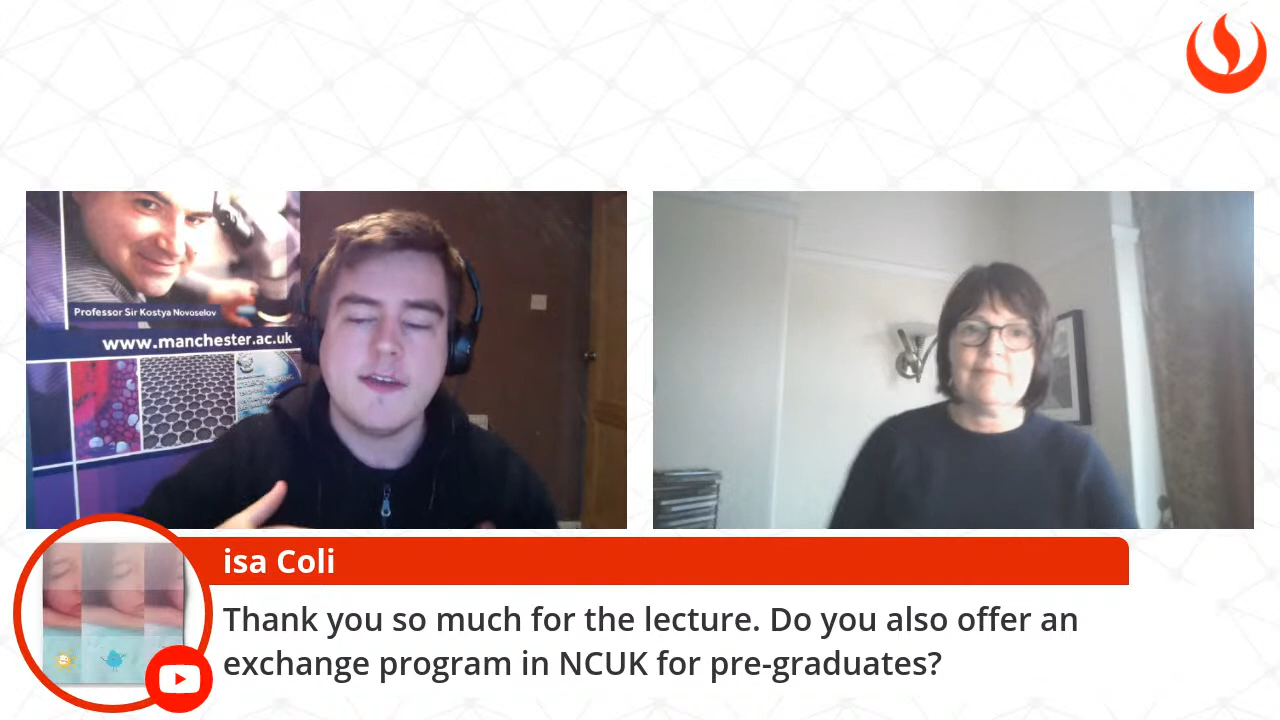 Professor Sir Kostya Novoselov
www.manchester.ac.uk
isa Coli
Thank you so much for the lecture. Do you also offer an
exchange program in NCUK for pre-graduates?